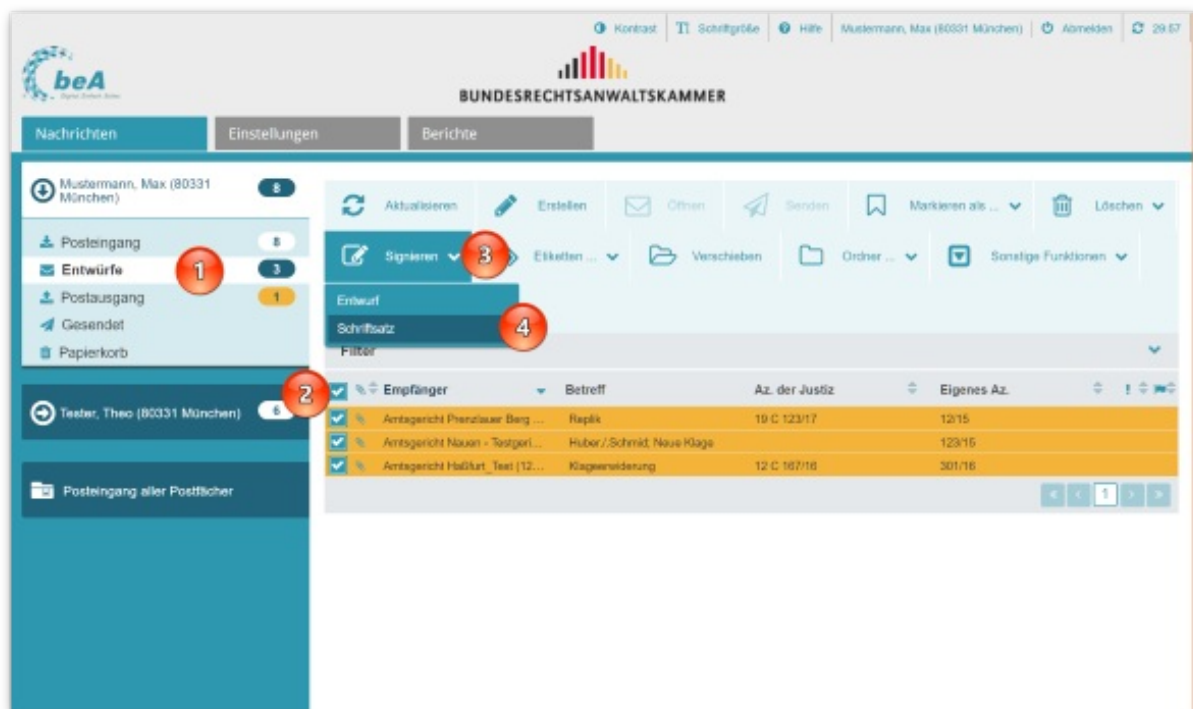 Kontrast Schriftgröße Hilfe Mustermann, Max (80331 München) Abmelden 29:57
beA
Digital. Einfach. Sicher.
BUNDESRECHTSANWALTSKAMMER
Nachrichten Einstellungen Berichte
Mustermann, Max (80331 München) 8
Posteingang 8
Entwürfe 1 3
Postausgang 1
Gesendet
Papierkorb
Tester, Theo (80331 München) 6
Posteingang aller Postfächer
Aktualisieren Erstellen Öffnen Senden Markieren als ... Löschen
Signieren 3 Etiketten ... Verschieben Ordner ... Sonstige Funktionen
Entwurf
Schriftsatz 4
Filter
2 Empfänger Betreff Az. der Justiz Eigenes Az. !
Amtsgericht Prenzlauer Berg ... Replik 19 C 123/17 12/15
Amtsgericht Nauen - Testgeri... Huber./.Schmid; Neue Klage 123/15
Amtsgericht Haßfurt_Test (12... Klageerwiderung 12 C 167/16 301/16
« < 1 > »